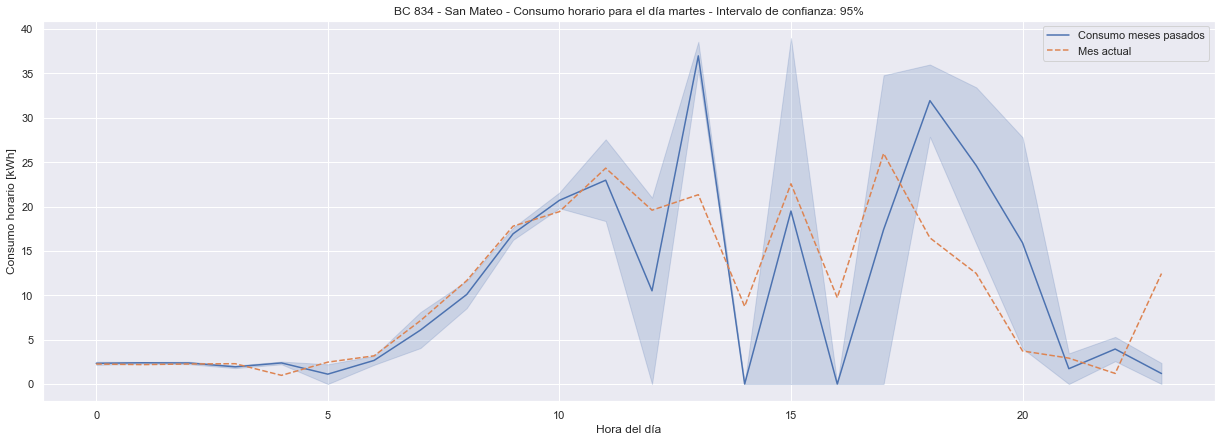 BC 834 - San Mateo - Consumo horario para el día martes - Intervalo de confianza: 95%
Consumo meses pasados
Mes actual
Consumo horario [kWh]
40
35
30
25
20
15
10
5
0
0 5 10 15 20
Hora del día